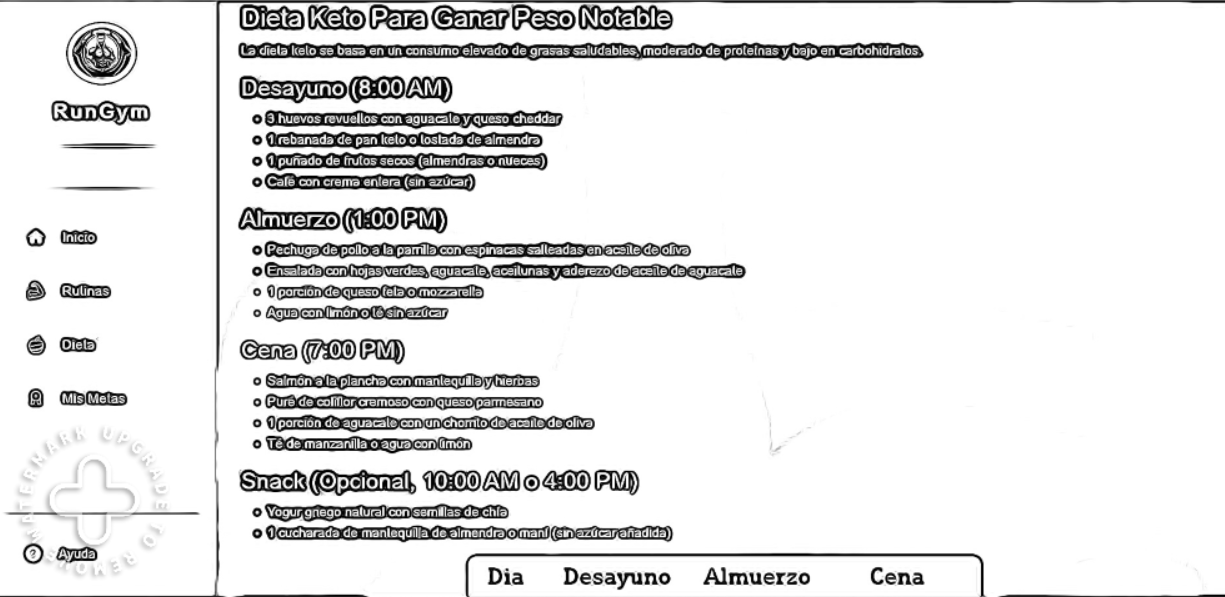 RunGym
Inicio
Rutinas
Dieta
Mis Metas
Ayuda
WATERMARK UPGRADE TO REMOVE
Dieta Keto Para Ganar Peso Notable
La dieta keto se basa en un consumo elevado de grasas saludables, moderado de proteínas y bajo en carbohidratos.
Desayuno (8:00 AM)
3 huevos revueltos con aguacate y queso cheddar
1 rebanada de pan keto o tostada de almendra
1 puñado de frutos secos (almendras o nueces)
Café con crema entera (sin azúcar)
Almuerzo (1:00 PM)
Pechuga de pollo a la parrilla con espinacas salteadas en aceite de oliva
Ensalada con hojas verdes, aguacate, aceitunas y aderezo de aceite de aguacate
1 porción de queso feta o mozzarella
Agua con limón o té sin azúcar
Cena (7:00 PM)
Salmón a la plancha con mantequilla y hierbas
Puré de coliflor cremoso con queso parmesano
1 porción de aguacate con un chorrito de aceite de oliva
Té de manzanilla o agua con limón
Snack (Opcional, 10:00 AM o 4:00 PM)
Yogur griego natural con semillas de chía
1 cucharada de mantequilla de almendra o maní (sin azúcar añadida)
Dia Desayuno Almuerzo Cena